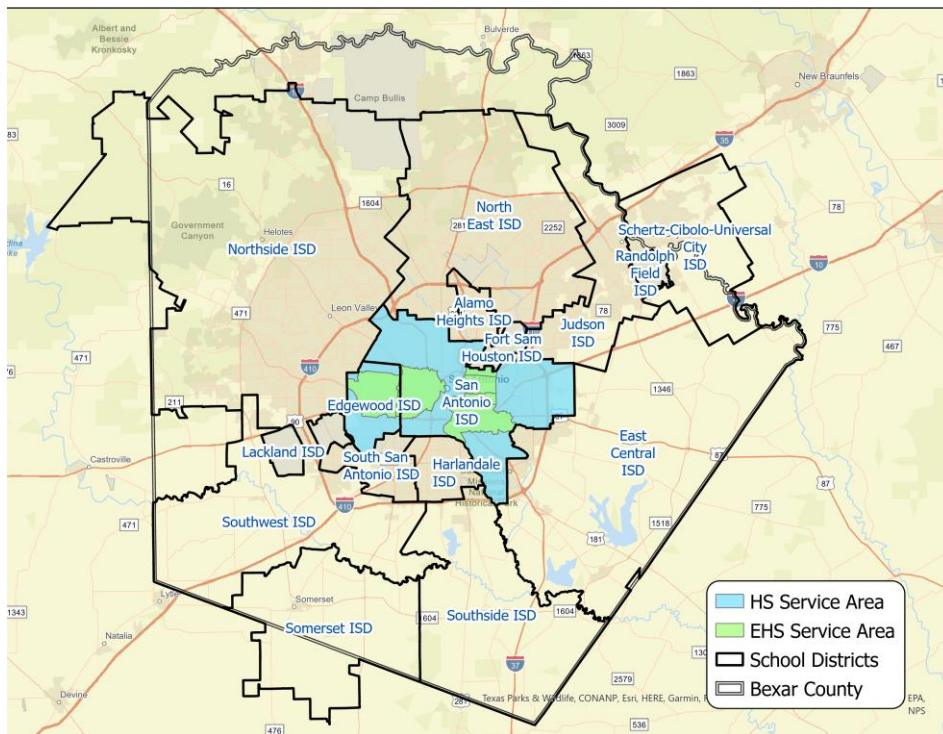 Albert and
Bessie
Kronkosky
Bulverde
1863
1863
New Braunfels
Camp Bullis
3009
35
16
1604
78
Government
Canyon
Helotes
Northside ISD
North
East ISD
281
2252
Schertz-Cibolo-Universal
City
ISD
Randolph
Field
ISD
10
Leon Valley
Alamo
Heights ISD
78
Judson
ISD
Fort Sam
Houston ISD
775
467
471
471
410
211
90
1346
Edgewood ISD
San
Antonio
ISD
East
Central
ISD
87
87
Castroville
Lackland ISD
South San
Antonio ISD
Harlandale
ISD
Historical Park
471
Southwest ISD
410
181
1518
775
1343
Somerset
Natalia
Somerset ISD
1604
Southside ISD
1604
37
2579
Devine
476
281
536
HS Service Area
EHS Service Area
School Districts
Bexar County
Texas Parks & Wildlife, CONANP, Esri, HERE, Garmin,
EPA,
NPS